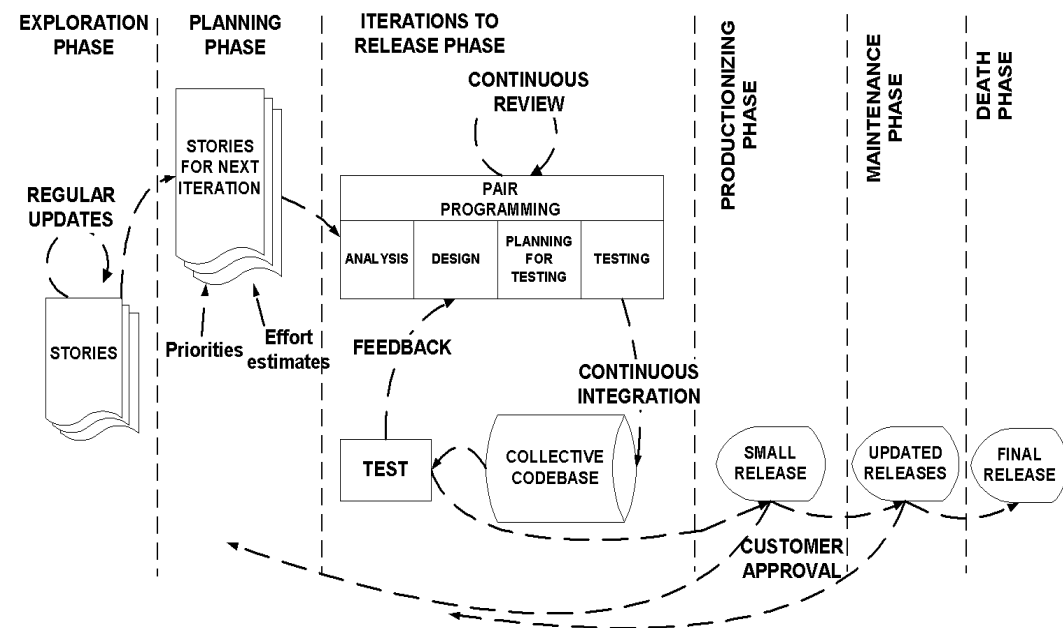 EXPLORATION
PHASE
PLANNING
PHASE
ITERATIONS TO
RELEASE PHASE
PRODUCTIONIZING
PHASE
MAINTENANCE
PHASE
DEATH
PHASE
CONTINUOUS
REVIEW
STORIES
FOR NEXT
ITERATION
REGULAR
UPDATES
PAIR
PROGRAMMING
ANALYSIS
DESIGN
PLANNING
FOR
TESTING
TESTING
STORIES
Priorities
Effort
estimates
FEEDBACK
CONTINUOUS
INTEGRATION
TEST
COLLECTIVE
CODEBASE
SMALL
RELEASE
UPDATED
RELEASES
FINAL
RELEASE
CUSTOMER
APPROVAL